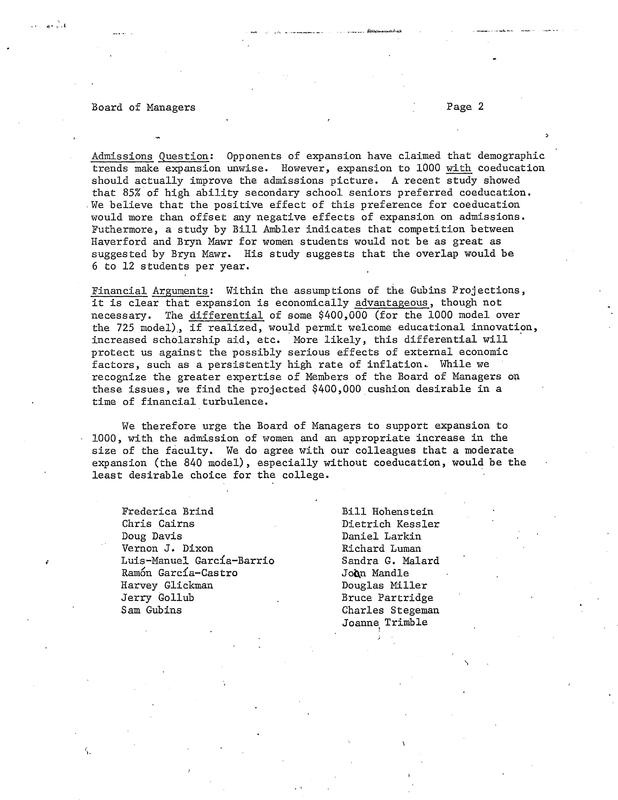 Board of Managers Page 2
Admissions Question: Opponents of expansion have claimed that demographic
trends make expansion unwise. However, expansion to 1000 with coeducation
should actually improve the admissions picture. A recent study showed
that 85% of high ability secondary school seniors preferred coeducation.
We believe that the positive effect of this preference for coeducation
would more than offset any negative effects of expansion on admissions.
Futhermore, a study by Bill Ambler indicates that competition between
Haverford and Bryn Mawr for women students would not be as great as
suggested by Bryn Mawr. His study suggests that the overlap would be
6 to 12 students per year.
Financial Arguments: Within the assumptions of the Gubins Projections,
it is clear that expansion is economically advantageous, though not
necessary. The differential of some $400,000 (for the 1000 model over
the 725 model), if realized, would permit welcome educational innovation,
increased scholarship aid, etc. More likely, this differential will
protect us against the possibly serious effects of external economic
factors, such as a persistently high rate of inflation. While we
recognize the greater expertise of Members of the Board of Managers on
these issues, we find the projected $400,000 cushion desirable in a
time of financial turbulence.
We therefore urge the Board of Managers to support expansion to
1000, with the admission of women and an appropriate increase in the
size of the faculty. We do agree with our colleagues that a moderate
expansion (the 840 model), especially without coeducation, would be the
least desirable choice for the college.
Frederica Brind
Chris Cairns
Doug Davis
Vernon J. Dixon
Luis-Manuel García-Barrio
Ramón García-Castro
Harvey Glickman
Jerry Gollub
Sam Gubins
Bill Hohenstein
Dietrich Kessler
Daniel Larkin
Richard Luman
Sandra G. Malard
Joan Mandle
Douglas Miller
Bruce Partridge
Charles Stegeman
Joanne Trimble